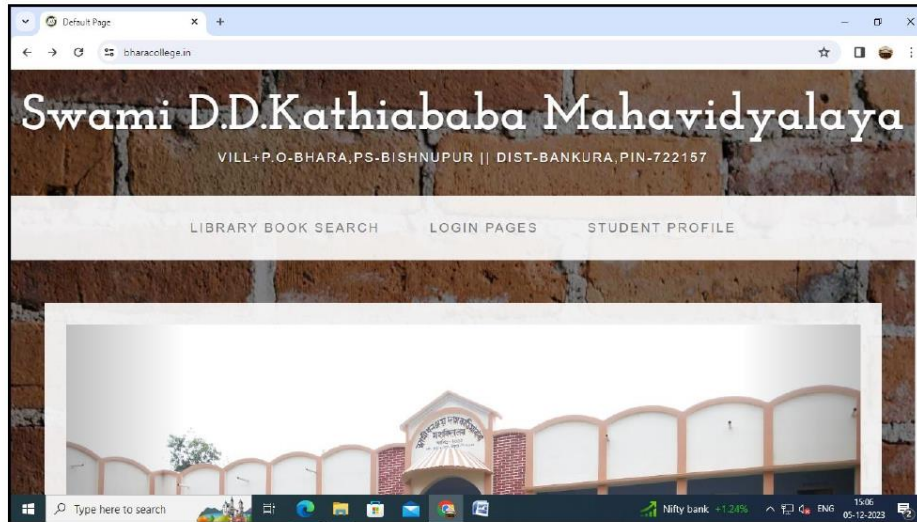 Default Page
bharacollege.in
Swami D.D.Kathiababa Mahavidyalaya
VILL+P.O-BHARA,PS-BISHNUPUR || DIST-BANKURA,PIN-722157
LIBRARY BOOK SEARCH LOGIN PAGES STUDENT PROFILE
Type here to search
Nifty bank +1.24%
ENG
15:06
05-12-2023